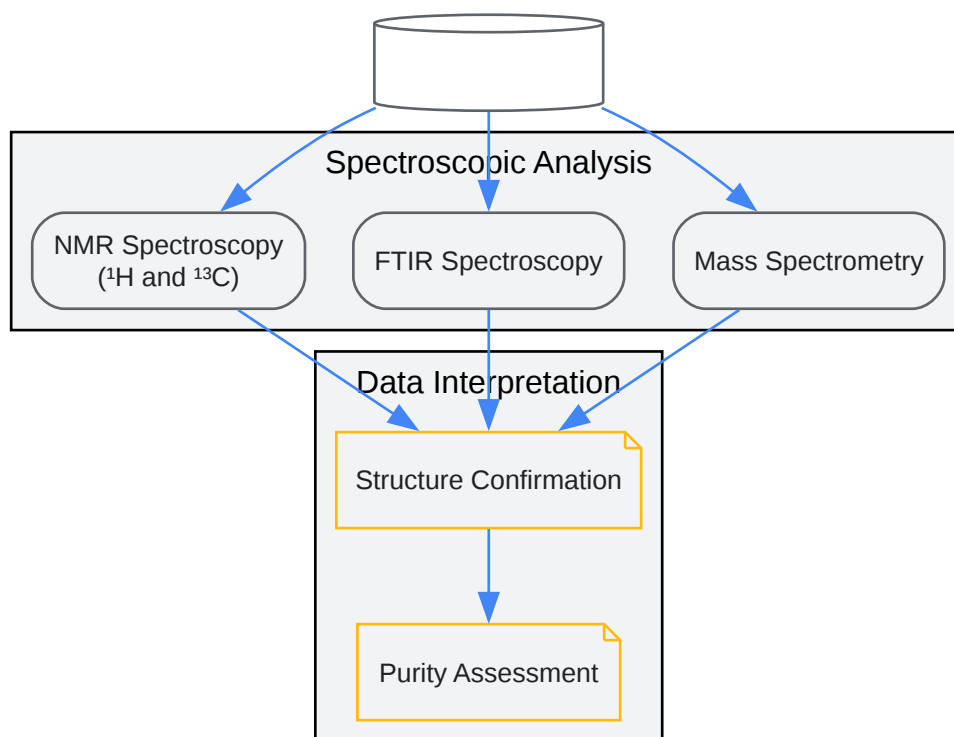 Spectroscopic Analysis
NMR Spectroscopy
(¹H and ¹³C)
FTIR Spectroscopy
Mass Spectrometry
Data Interpretation
Structure Confirmation
Purity Assessment